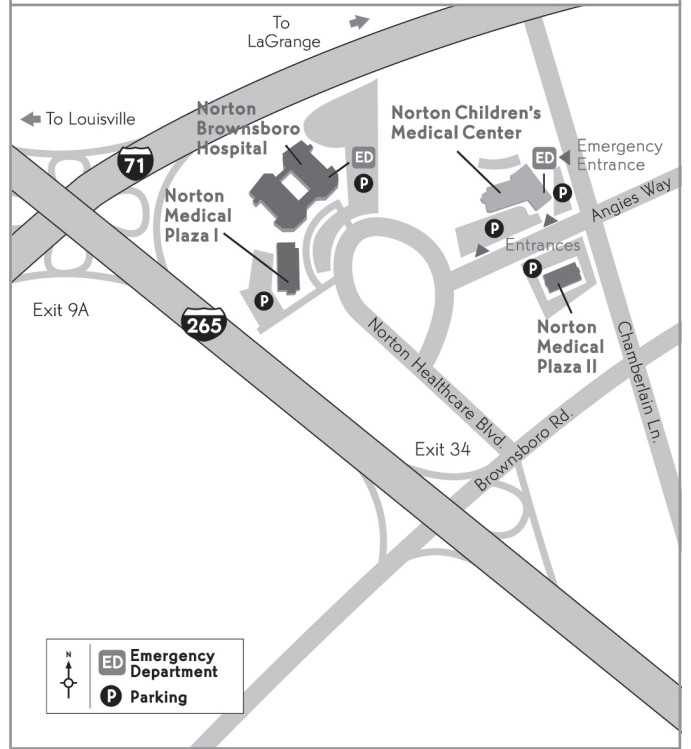 To
LaGrange
To Louisville
71
Norton
Brownsboro
Hospital
ED
P
Norton Children's
Medical Center
ED
Emergency
Entrance
P
P
Angies Way
Entrances
Norton
Medical
Plaza I
P
P
Norton
Medical
Plaza II
Exit 9A
265
Norton Healthcare Blvd.
Chamberlain Ln.
Exit 34
Brownsboro Rd.
N
ED Emergency
Department
P Parking